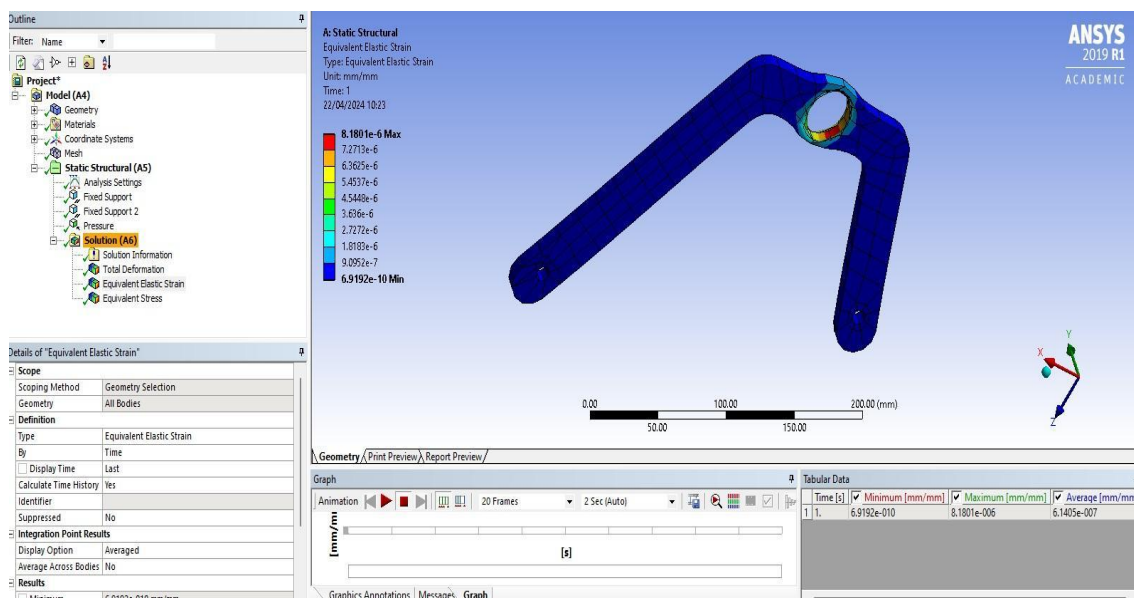 Outline
Filter: Name
Project*
Model (A4)
Geometry
Materials
Coordinate Systems
Mesh
Static Structural (A5)
Analysis Settings
Fixed Support
Fixed Support 2
Pressure
Solution (A6)
Solution Information
Total Deformation
Equivalent Elastic Strain
Equivalent Stress
Details of "Equivalent Elastic Strain"
Scope
Scoping Method Geometry Selection
Geometry All Bodies
Definition
Type Equivalent Elastic Strain
By Time
Display Time Last
Calculate Time History Yes
Identifier
Suppressed No
Integration Point Results
Display Option Averaged
Average Across Bodies No
Results
Minimum 6.9192e-010 mm/mm
A: Static Structural
Equivalent Elastic Strain
Type: Equivalent Elastic Strain
Unit: mm/mm
Time: 1
22/04/2024 10:23
8.1801e-6 Max
7.2713e-6
6.3625e-6
5.4537e-6
4.5448e-6
3.636e-6
2.7272e-6
1.8183e-6
9.0952e-7
6.9192e-10 Min
ANSYS
2019 R1
ACADEMIC
X
Y
Z
0.00 100.00 200.00 (mm)
50.00 150.00
Geometry Print Preview Report Preview
Graph
Animation 20 Frames 2 Sec (Auto)
[mm/mi
[s]
Graphics Annotations Messages Graph
Tabular Data
Time [s] Minimum [mm/mm] Maximum [mm/mm] Average [mm/mm
1 1. 6.9192e-010 8.1801e-006 6.1405e-007